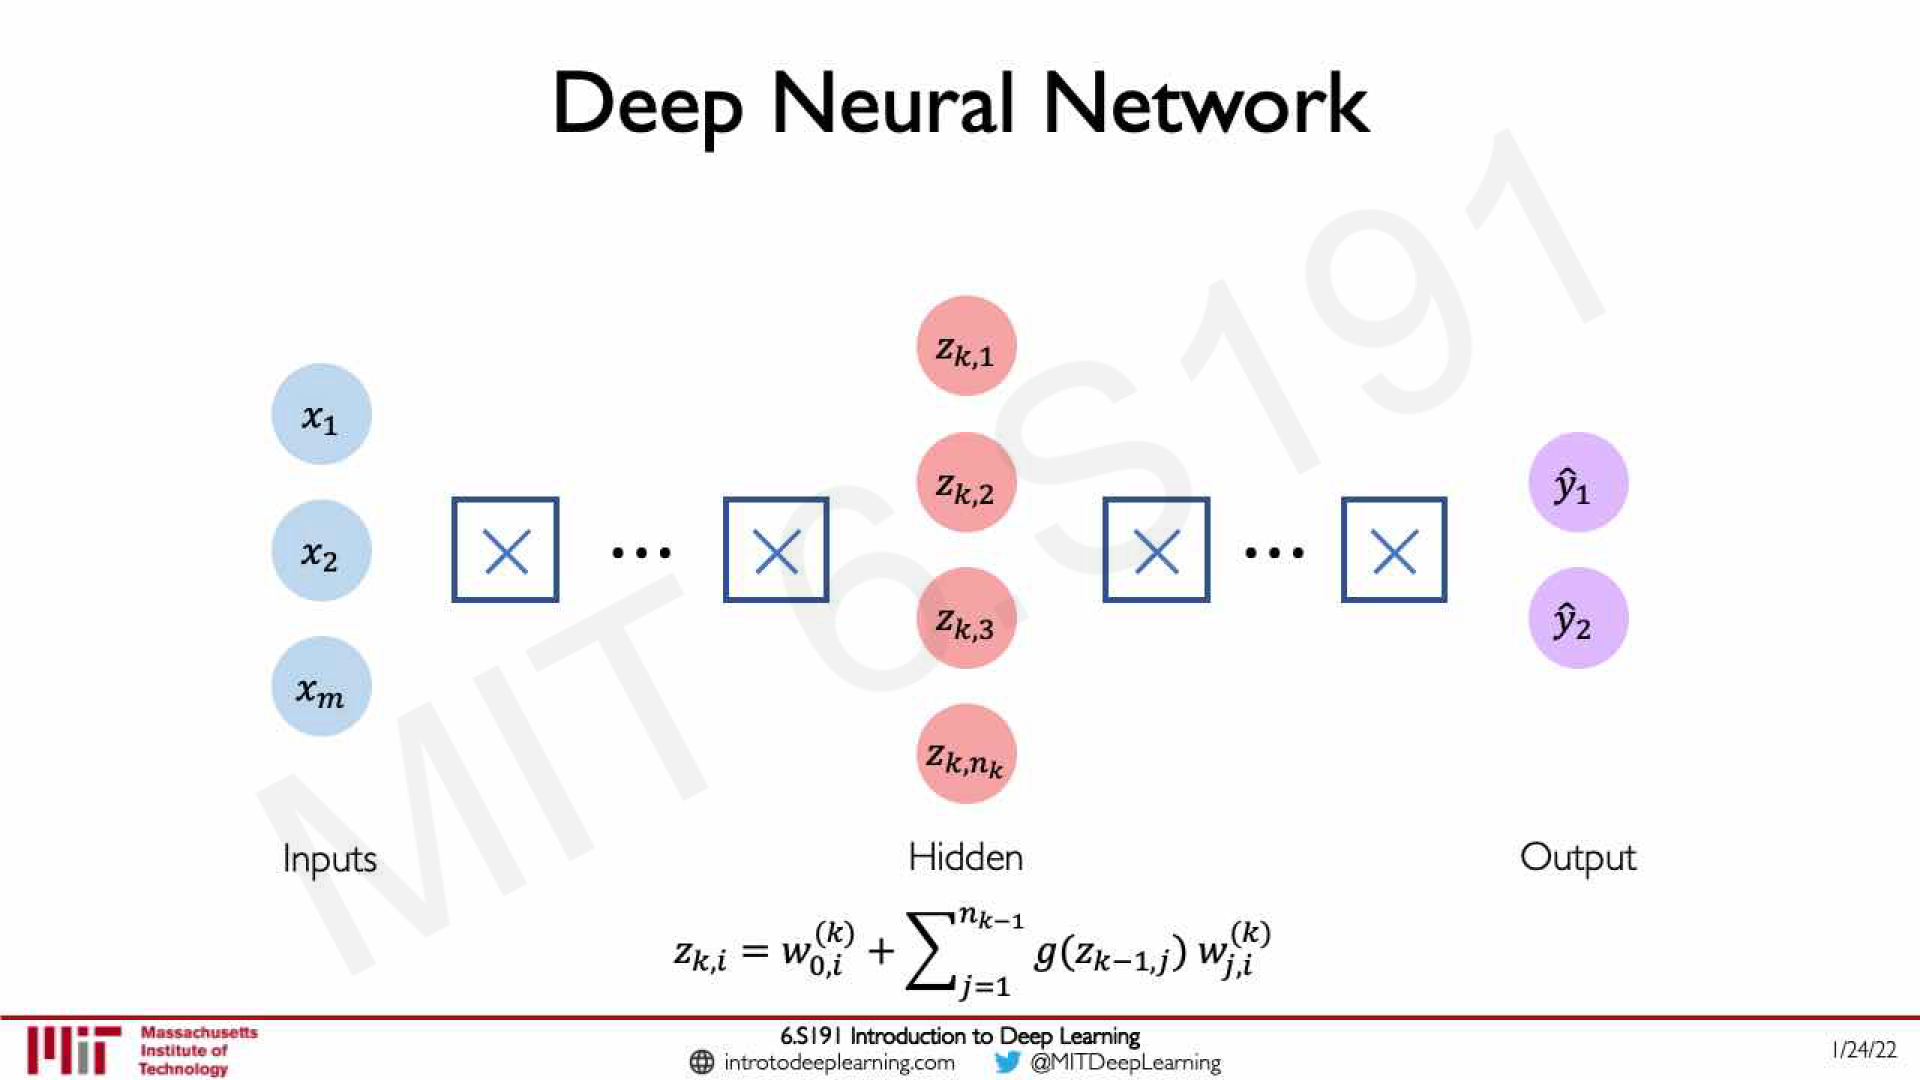 Deep Neural Network
MIT 6.S191
x₁
x₂
xₘ
× ... ×
z_{k,1}
z_{k,2}
z_{k,3}
z_{k,n_k}
× ... ×
ŷ₁
ŷ₂
Inputs
Hidden
Output
z_{k,i} = w_{0,i}^{(k)} + ∑_{j=1}^{n_{k-1}} g(z_{k-1,j}) w_{j,i}^{(k)}
Massachusetts
Institute of
Technology
6.S191 Introduction to Deep Learning
introtodeeplearning.com @MITDeepLearning
1/24/22